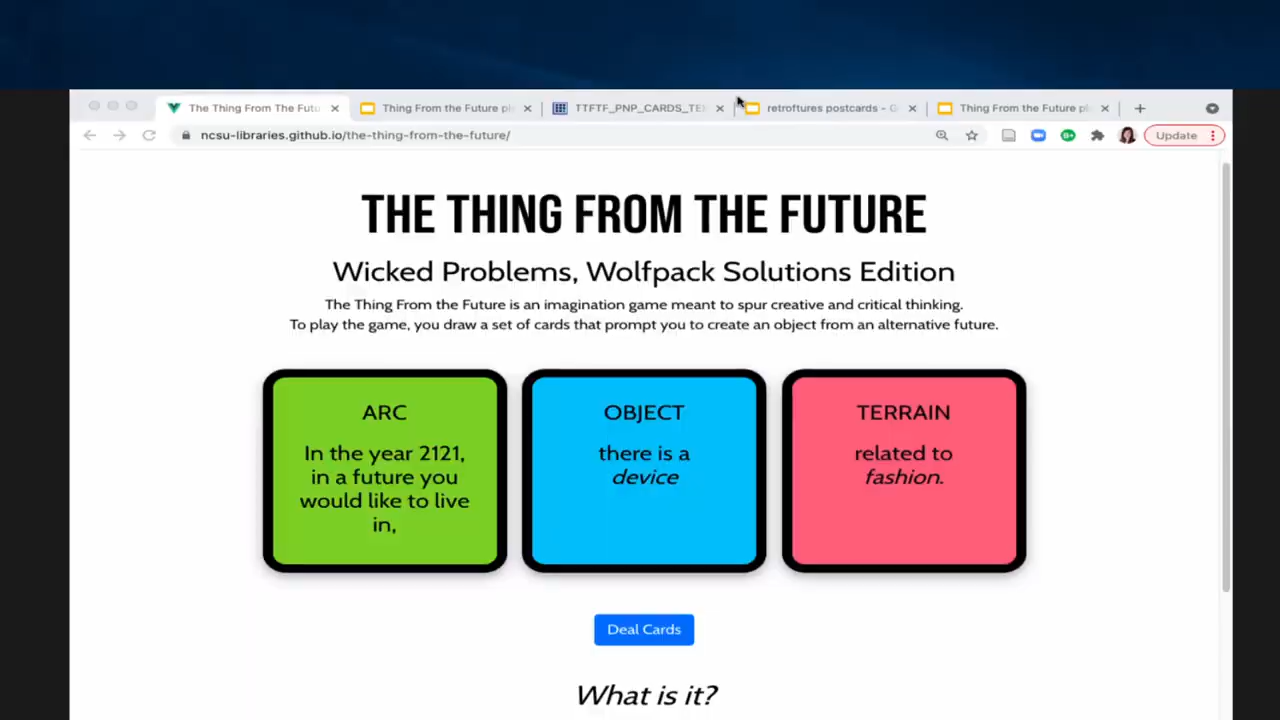 The Thing From The Futu
Thing From the Future pl
TTFTF_PNP_CARDS_TE
retroftures postcards - G
Thing From the Future pl
ncsu-libraries.github.io/the-thing-from-the-future/
Update
THE THING FROM THE FUTURE
Wicked Problems, Wolfpack Solutions Edition
The Thing From the Future is an imagination game meant to spur creative and critical thinking.
To play the game, you draw a set of cards that prompt you to create an object from an alternative future.
ARC
In the year 2121,
in a future you
would like to live
in,
OBJECT
there is a
device
TERRAIN
related to
fashion.
Deal Cards
What is it?